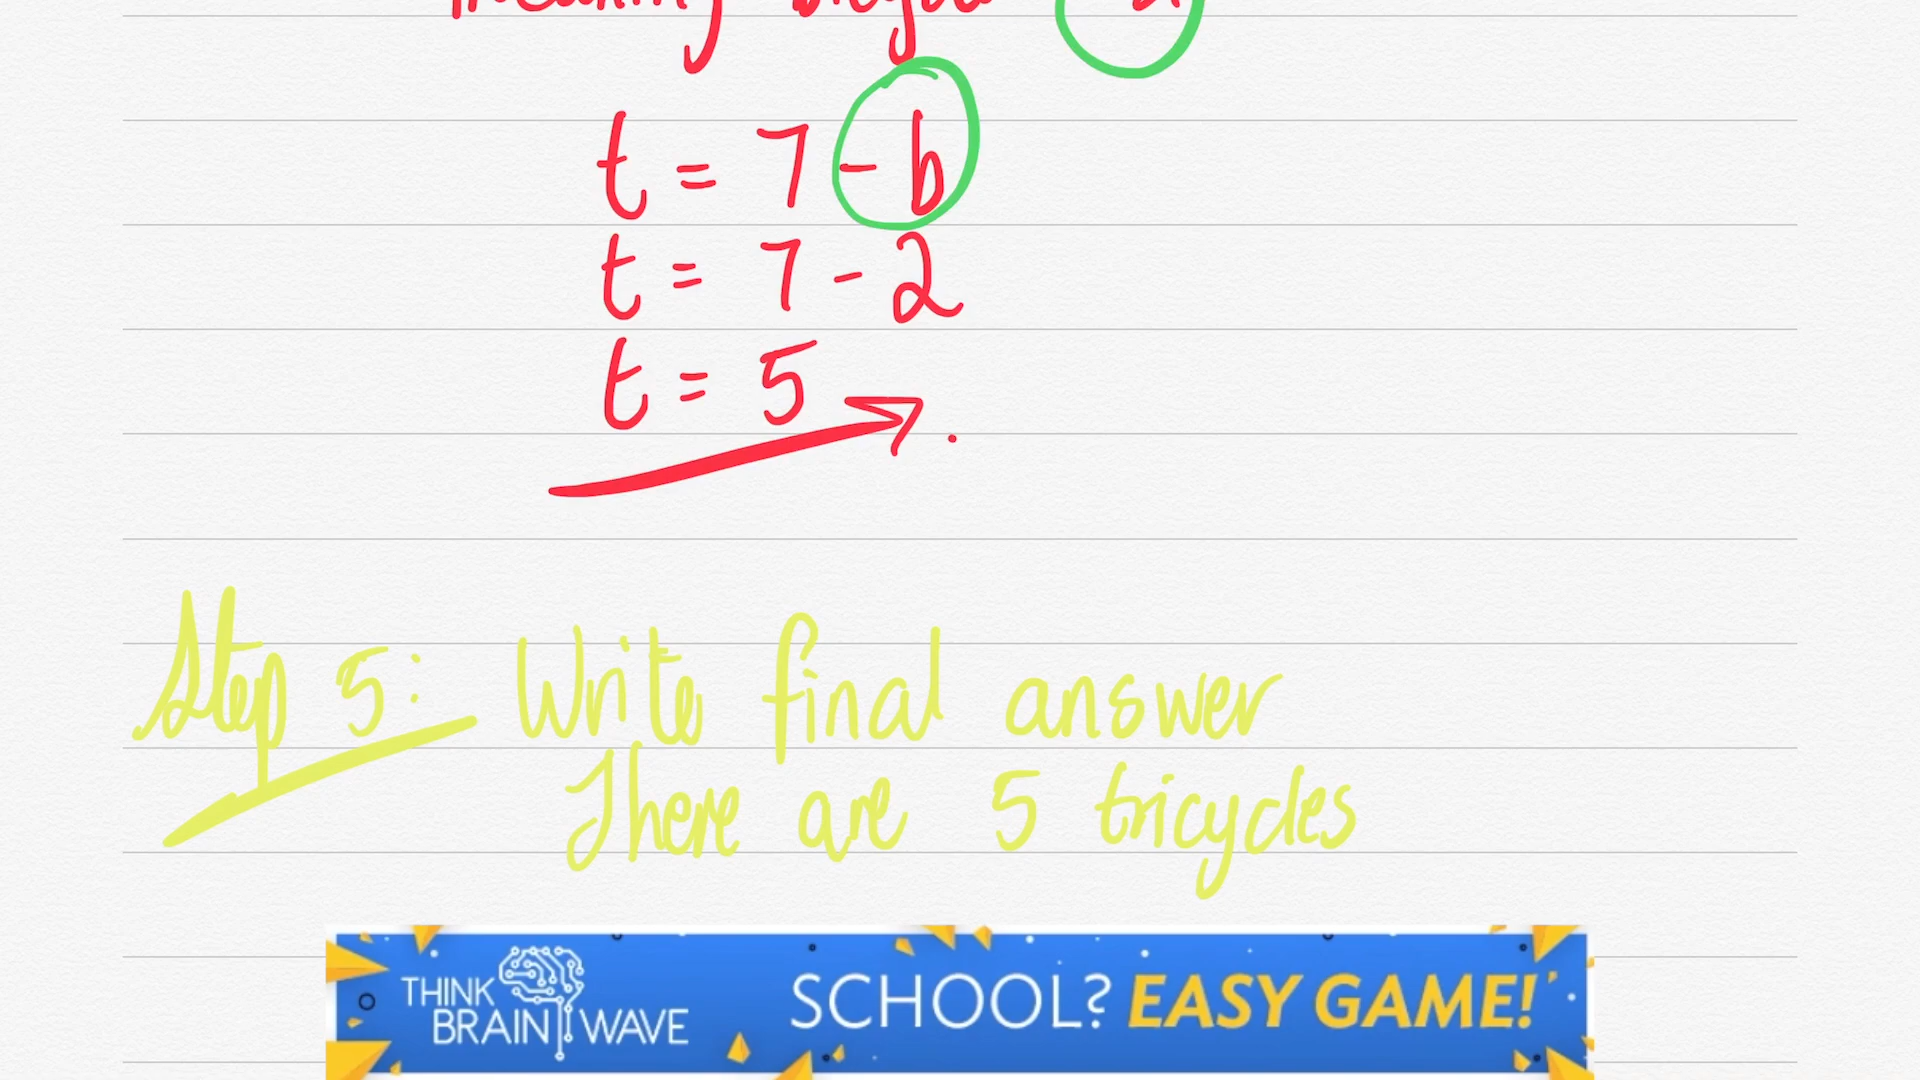 t = 7 - b
t = 7 - 2
t = 5
Step 5: Write final answer
There are 5 tricycles
THINK BRAIN WAVE
SCHOOL? EASY GAME!